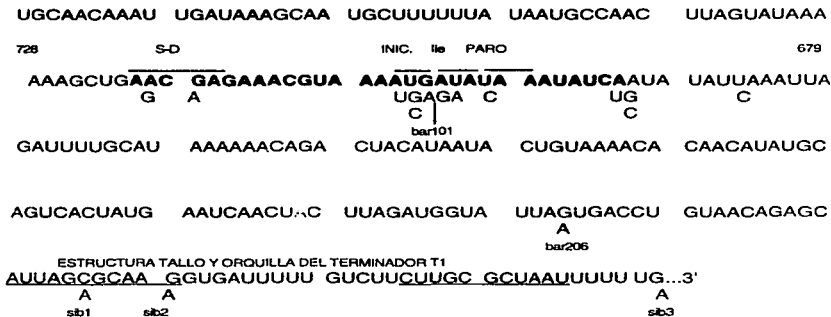 UGCAACAAAU UGAUAAAGCAA UGCUUUUUUA UAAUGCCAAC UUAGUAUAAA
728 S-D INIC. Ile PARO 679
AAAGCUGAAC GAGAAACGUA AAAUGAUAUA AAUAUCAAUA UAUUAAAUUA
G A UGAGA C UG C
C C
bar101
GAUUUUGCAU AAAAAACAGA CUACAUAAUA CUGUAAAACA CAACAUAUGC
AGUCACUAUG AAUCAACU C UUAGAUGGUA UUAGUGACCU GUAACAGAGC
A
bar206
ESTRUCTURA TALLO Y ORQUILLA DEL TERMINADOR T1
AUUAGCGCAA GGUGAUUUUU GUCUUCUUGC GCUAAUUUUU UG...3'
A A A
sib1 sib2 sib3